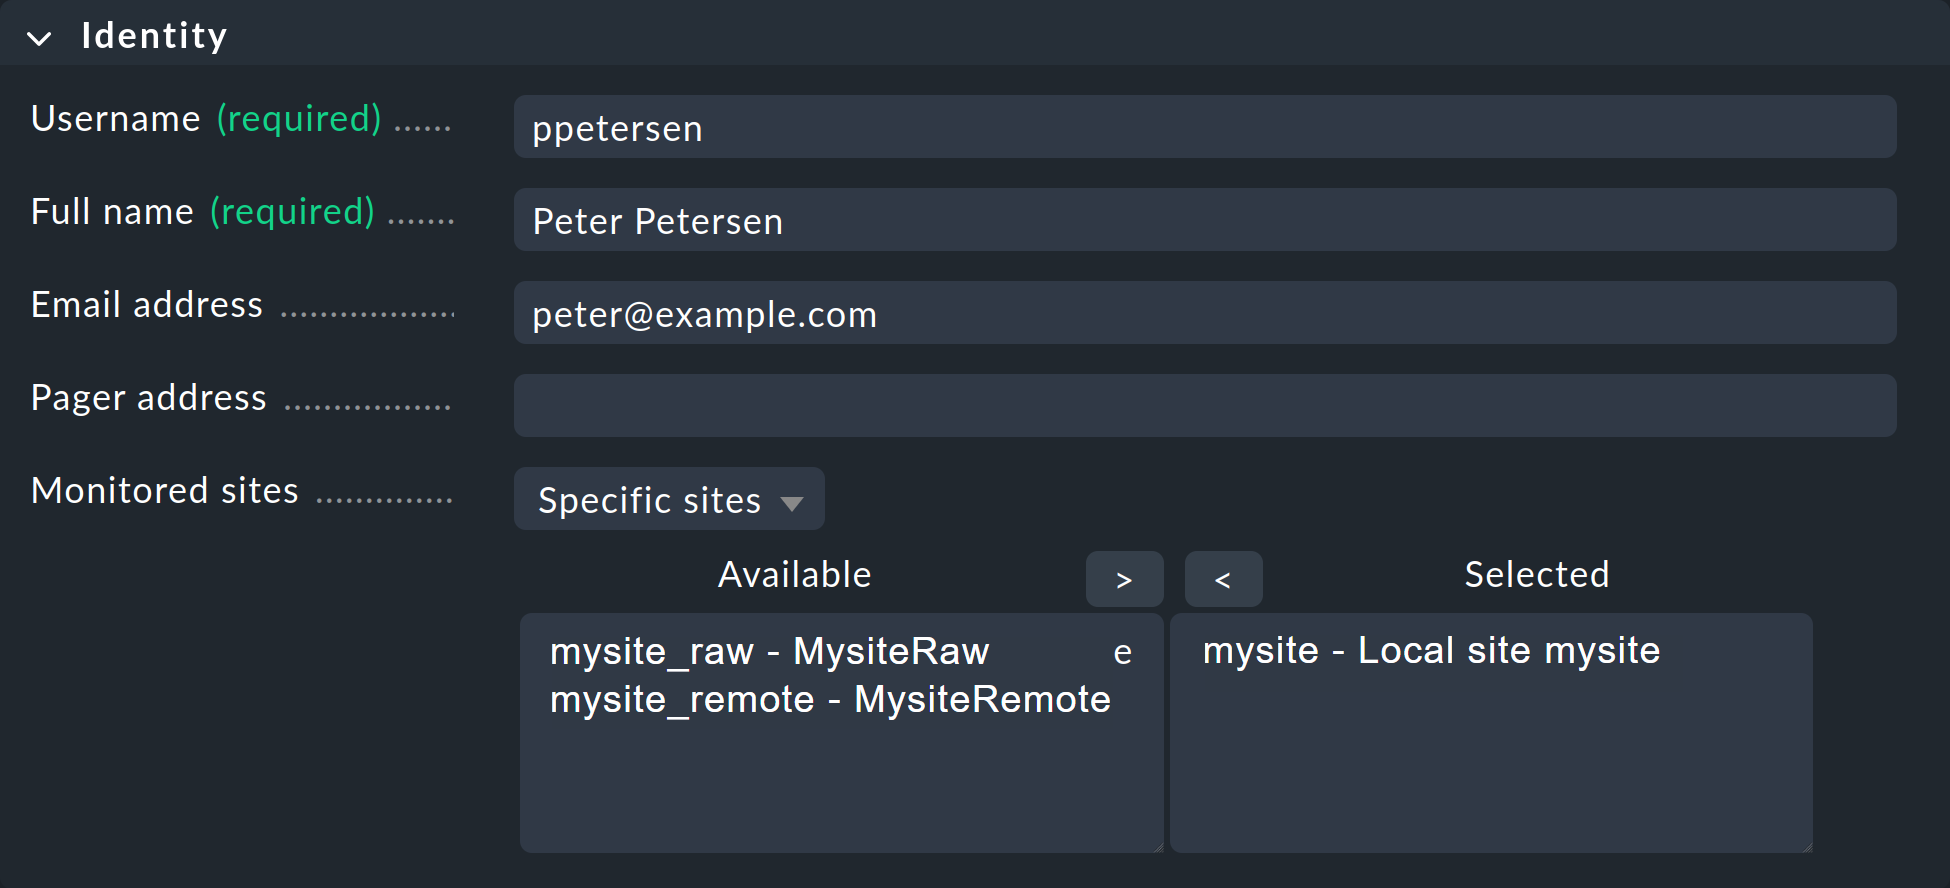 Identity
Username (required) ...... ppetersen
Full name (required) ....... Peter Petersen
Email address .................. peter@example.com
Pager address .................
Monitored sites .............. Specific sites
Available > < Selected
mysite_raw - MysiteRaw e mysite - Local site mysite
mysite_remote - MysiteRemote